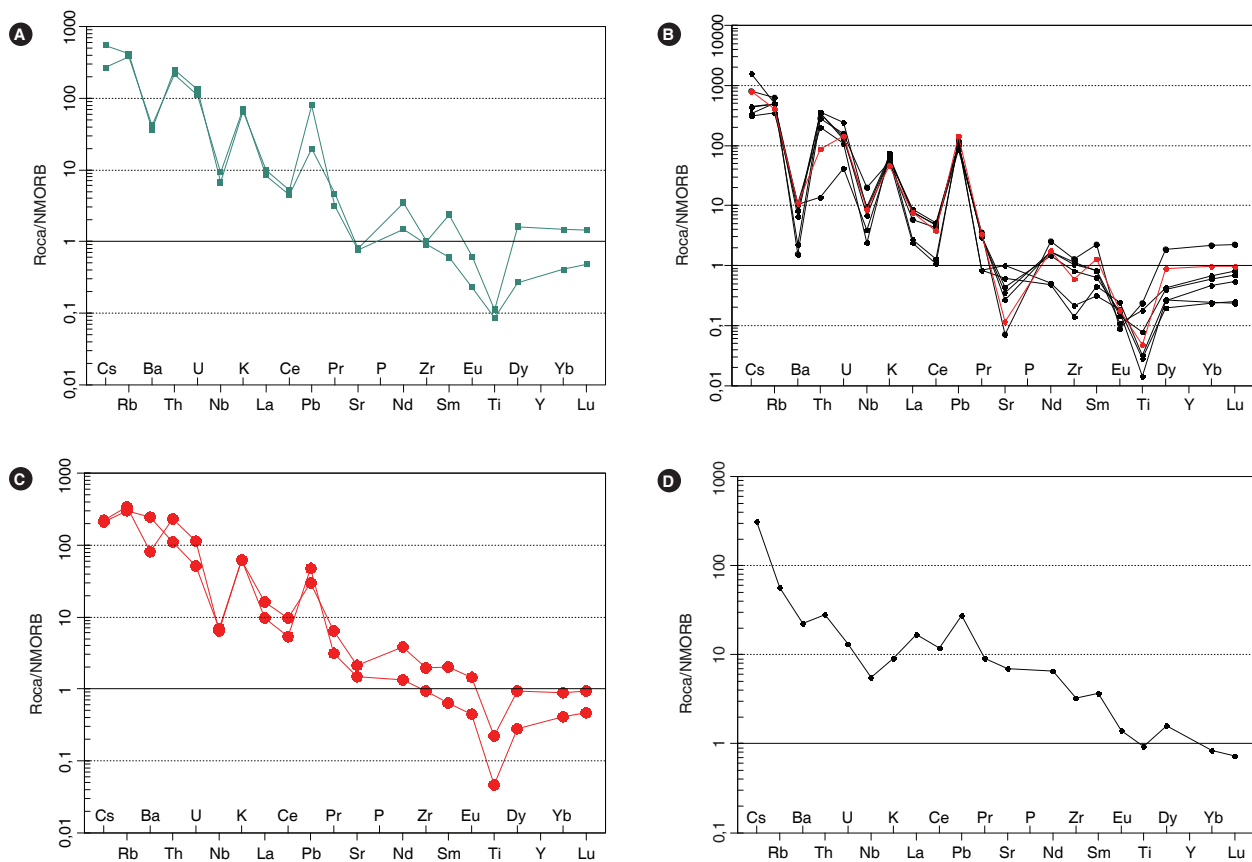 A
Roca/NMORB
1000
100
10
1
0,1
0,01
Cs Ba U K Ce Pr P Zr Eu Dy Yb
Rb Th Nb La Pb Sr Nd Sm Ti Y Lu
B
Roca/NMORB
10000
1000
100
10
1
0,1
0,01
Cs Ba U K Ce Pr P Zr Eu Dy Yb
Rb Th Nb La Pb Sr Nd Sm Ti Y Lu
C
Roca/NMORB
1000
100
10
1
0,1
0,01
Cs Ba U K Ce Pr P Zr Eu Dy Yb
Rb Th Nb La Pb Sr Nd Sm Ti Y Lu
D
Roca/NMORB
1000
100
10
1
0,1
Cs Ba U K Ce Pr P Zr Eu Dy Yb
Rb Th Nb La Pb Sr Nd Sm Ti Y Lu